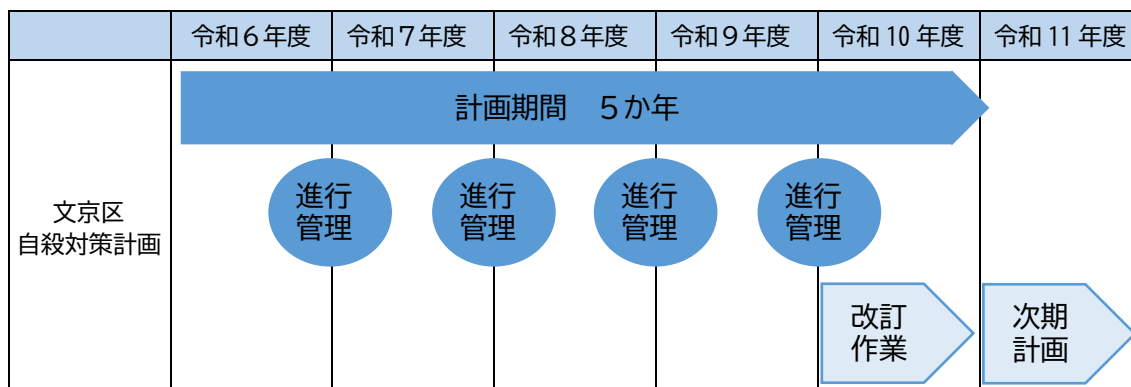 令和６年度 令和７年度 令和８年度 令和９年度 令和 10 年度 令和 11 年度
計画期間　５か年
文京区
自殺対策計画
進行
管理
進行
管理
進行
管理
進行
管理
改訂
作業
次期
計画